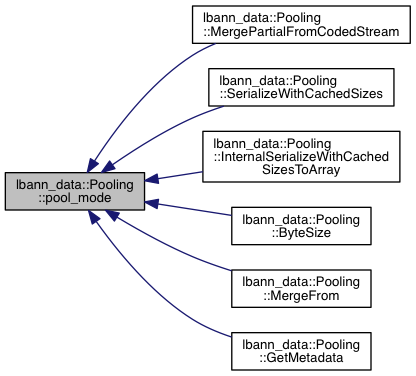 lbann_data::Pooling
::MergePartialFromCodedStream
lbann_data::Pooling
::SerializeWithCachedSizes
lbann_data::Pooling
::InternalSerializeWithCached
SizesToArray
lbann_data::Pooling
::pool_mode
lbann_data::Pooling
::ByteSize
lbann_data::Pooling
::MergeFrom
lbann_data::Pooling
::GetMetadata